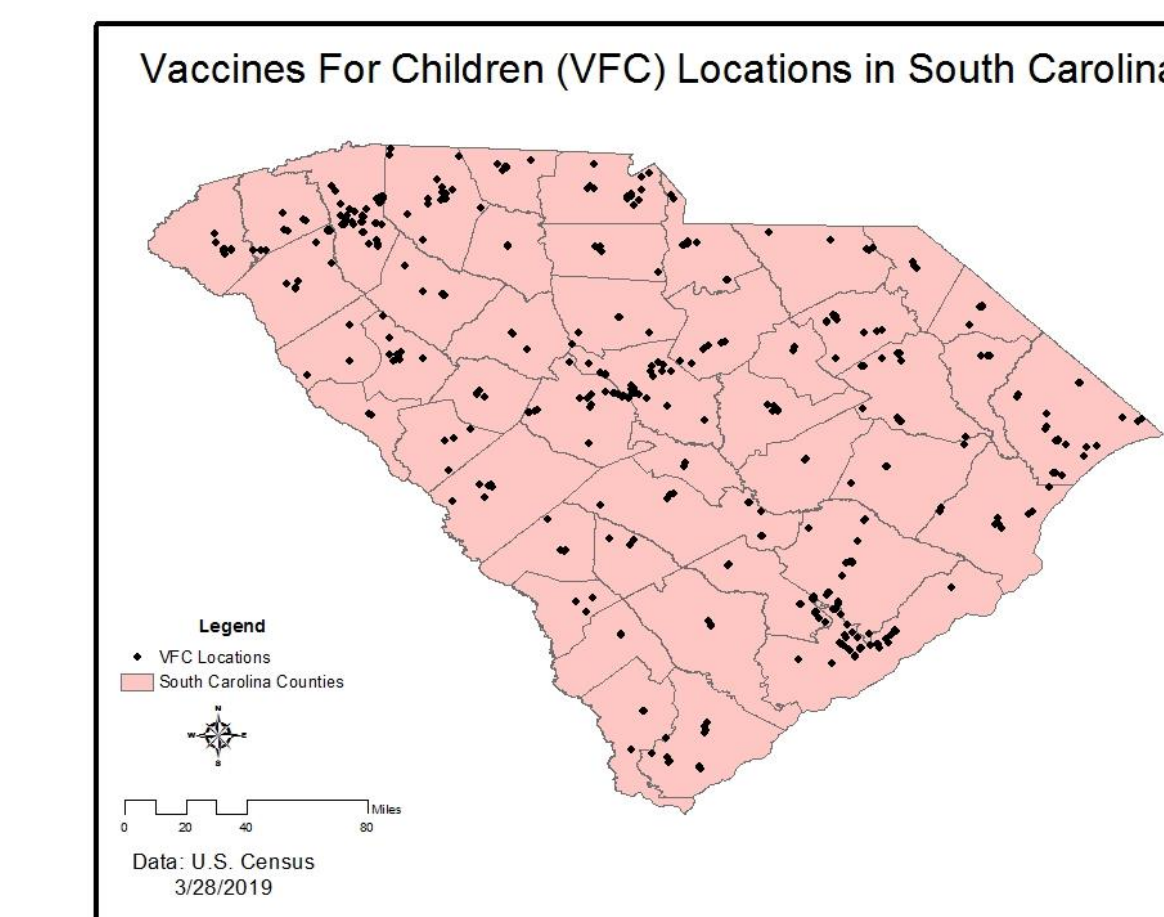 Vaccines For Children (VFC) Locations in South Carolina
Legend
VFC Locations
South Carolina Counties
N
W E
S
Miles
0 20 40 80
Data: U.S. Census
3/28/2019